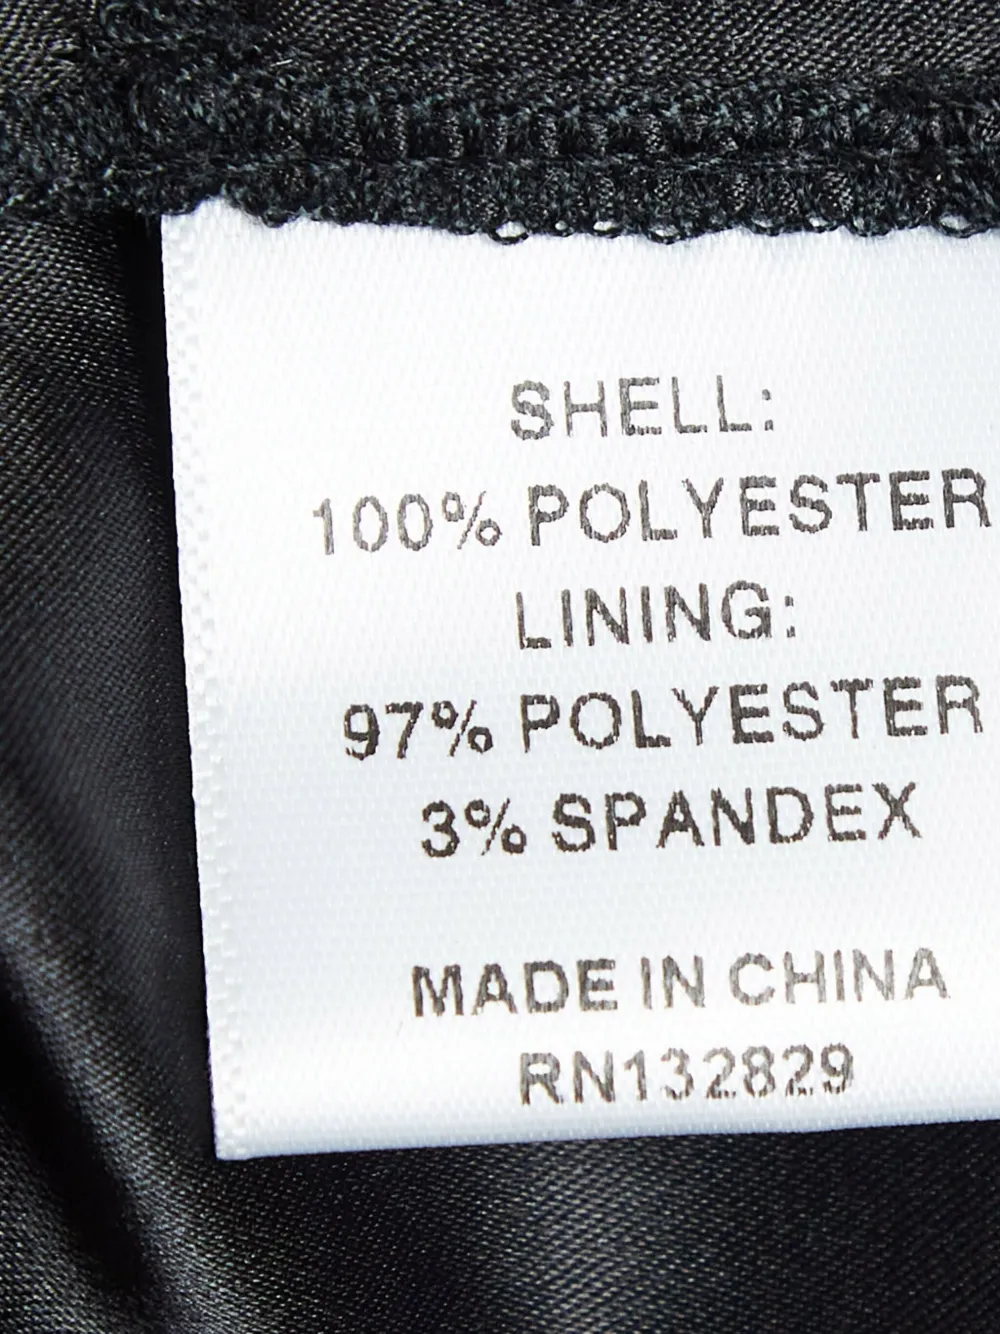 SHELL:
100% POLYESTER
LINING:
97% POLYESTER
3% SPANDEX
MADE IN CHINA
RN132829